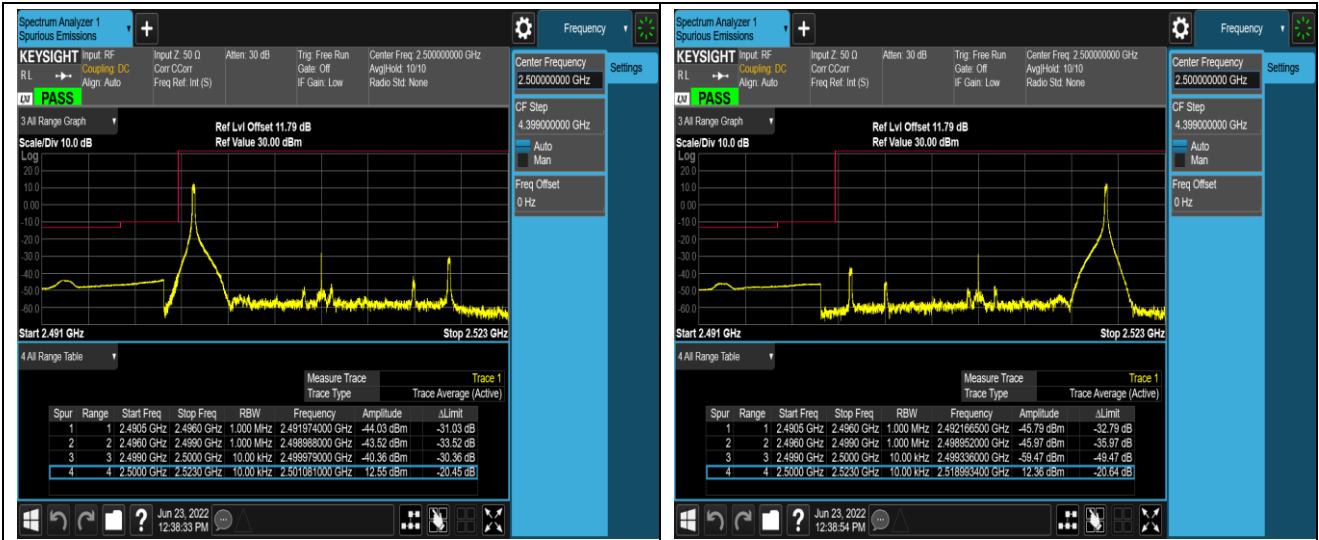 Spectrum Analyzer 1
Spurious Emissions
+
Frequency
KEYSIGHT Input: RF Input Z: 50 Ω Atten: 30 dB Trig: Free Run Center Freq: 2.500000000 GHz
Coupling: DC Corr CCorr Gate: Off Avg|Hold: 10/10
RL Align: Auto Freq Ref: Int (S) IF Gain: Low Radio Std: None
LXI PASS
Center Frequency
2.500000000 GHz
Settings
CF Step
4.399000000 GHz
Auto
Man
Freq Offset
0 Hz
3 All Range Graph
Ref Lvl Offset 11.79 dB
Scale/Div 10.0 dB Ref Value 30.00 dBm
Log
20.0
10.0
0.00
-10.0
-20.0
-30.0
-40.0
-50.0
-60.0
Start 2.491 GHz Stop 2.523 GHz
4 All Range Table
Measure Trace Trace 1
Trace Type Trace Average (Active)
Spur Range Start Freq Stop Freq RBW Frequency Amplitude ΔLimit
1 1 2.4905 GHz 2.4960 GHz 1.000 MHz 2.491974000 GHz -44.03 dBm -31.03 dB
2 2 2.4960 GHz 2.4990 GHz 1.000 MHz 2.498988000 GHz -43.52 dBm -33.52 dB
3 3 2.4990 GHz 2.5000 GHz 10.00 kHz 2.499979000 GHz -40.36 dBm -30.36 dB
4 4 2.5000 GHz 2.5230 GHz 10.00 kHz 2.501081000 GHz 12.55 dBm -20.45 dB
? Jun 23, 2022
12:38:33 PM
Spectrum Analyzer 1
Spurious Emissions
+
Frequency
KEYSIGHT Input: RF Input Z: 50 Ω Atten: 30 dB Trig: Free Run Center Freq: 2.500000000 GHz
Coupling: DC Corr CCorr Gate: Off Avg|Hold: 10/10
RL Align: Auto Freq Ref: Int (S) IF Gain: Low Radio Std: None
LXI PASS
Center Frequency
2.500000000 GHz
Settings
CF Step
4.399000000 GHz
Auto
Man
Freq Offset
0 Hz
3 All Range Graph
Ref Lvl Offset 11.79 dB
Scale/Div 10.0 dB Ref Value 30.00 dBm
Log
20.0
10.0
0.00
-10.0
-20.0
-30.0
-40.0
-50.0
-60.0
Start 2.491 GHz Stop 2.523 GHz
4 All Range Table
Measure Trace Trace 1
Trace Type Trace Average (Active)
Spur Range Start Freq Stop Freq RBW Frequency Amplitude ΔLimit
1 1 2.4905 GHz 2.4960 GHz 1.000 MHz 2.492166500 GHz -45.79 dBm -32.79 dB
2 2 2.4960 GHz 2.4990 GHz 1.000 MHz 2.498952000 GHz -45.97 dBm -35.97 dB
3 3 2.4990 GHz 2.5000 GHz 10.00 kHz 2.499336000 GHz -59.47 dBm -49.47 dB
4 4 2.5000 GHz 2.5230 GHz 10.00 kHz 2.518993400 GHz 12.36 dBm -20.64 dB
? Jun 23, 2022
12:38:54 PM